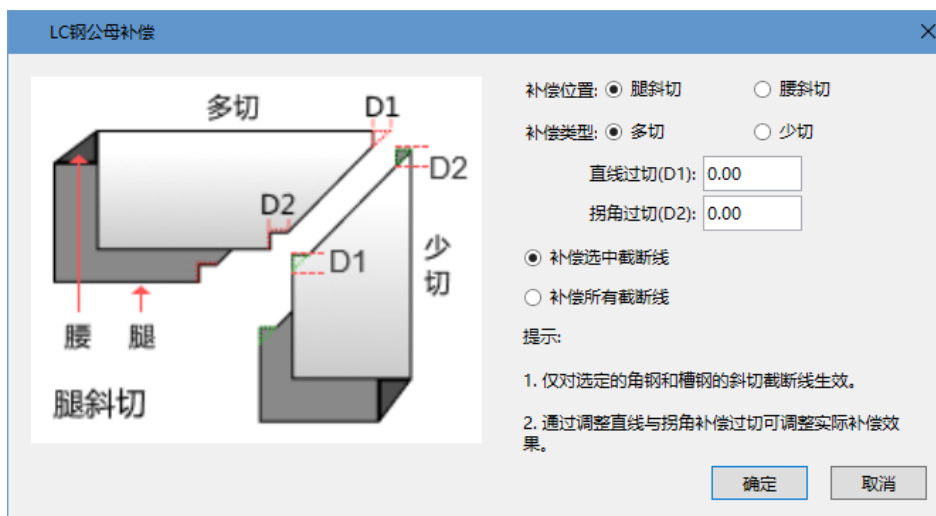 LC钢公母补偿
多切
D1
D2
D2
D1
少
切
腰
腿
腿斜切
补偿位置: 腿斜切 腰斜切
补偿类型: 多切 少切
直线过切(D1): 0.00
拐角过切(D2): 0.00
补偿选中截断线
补偿所有截断线
提示:
1. 仅对选定的角钢和槽钢的斜切截断线生效。
2. 通过调整直线与拐角补偿过切可调整实际补偿效
果。
确定 取消